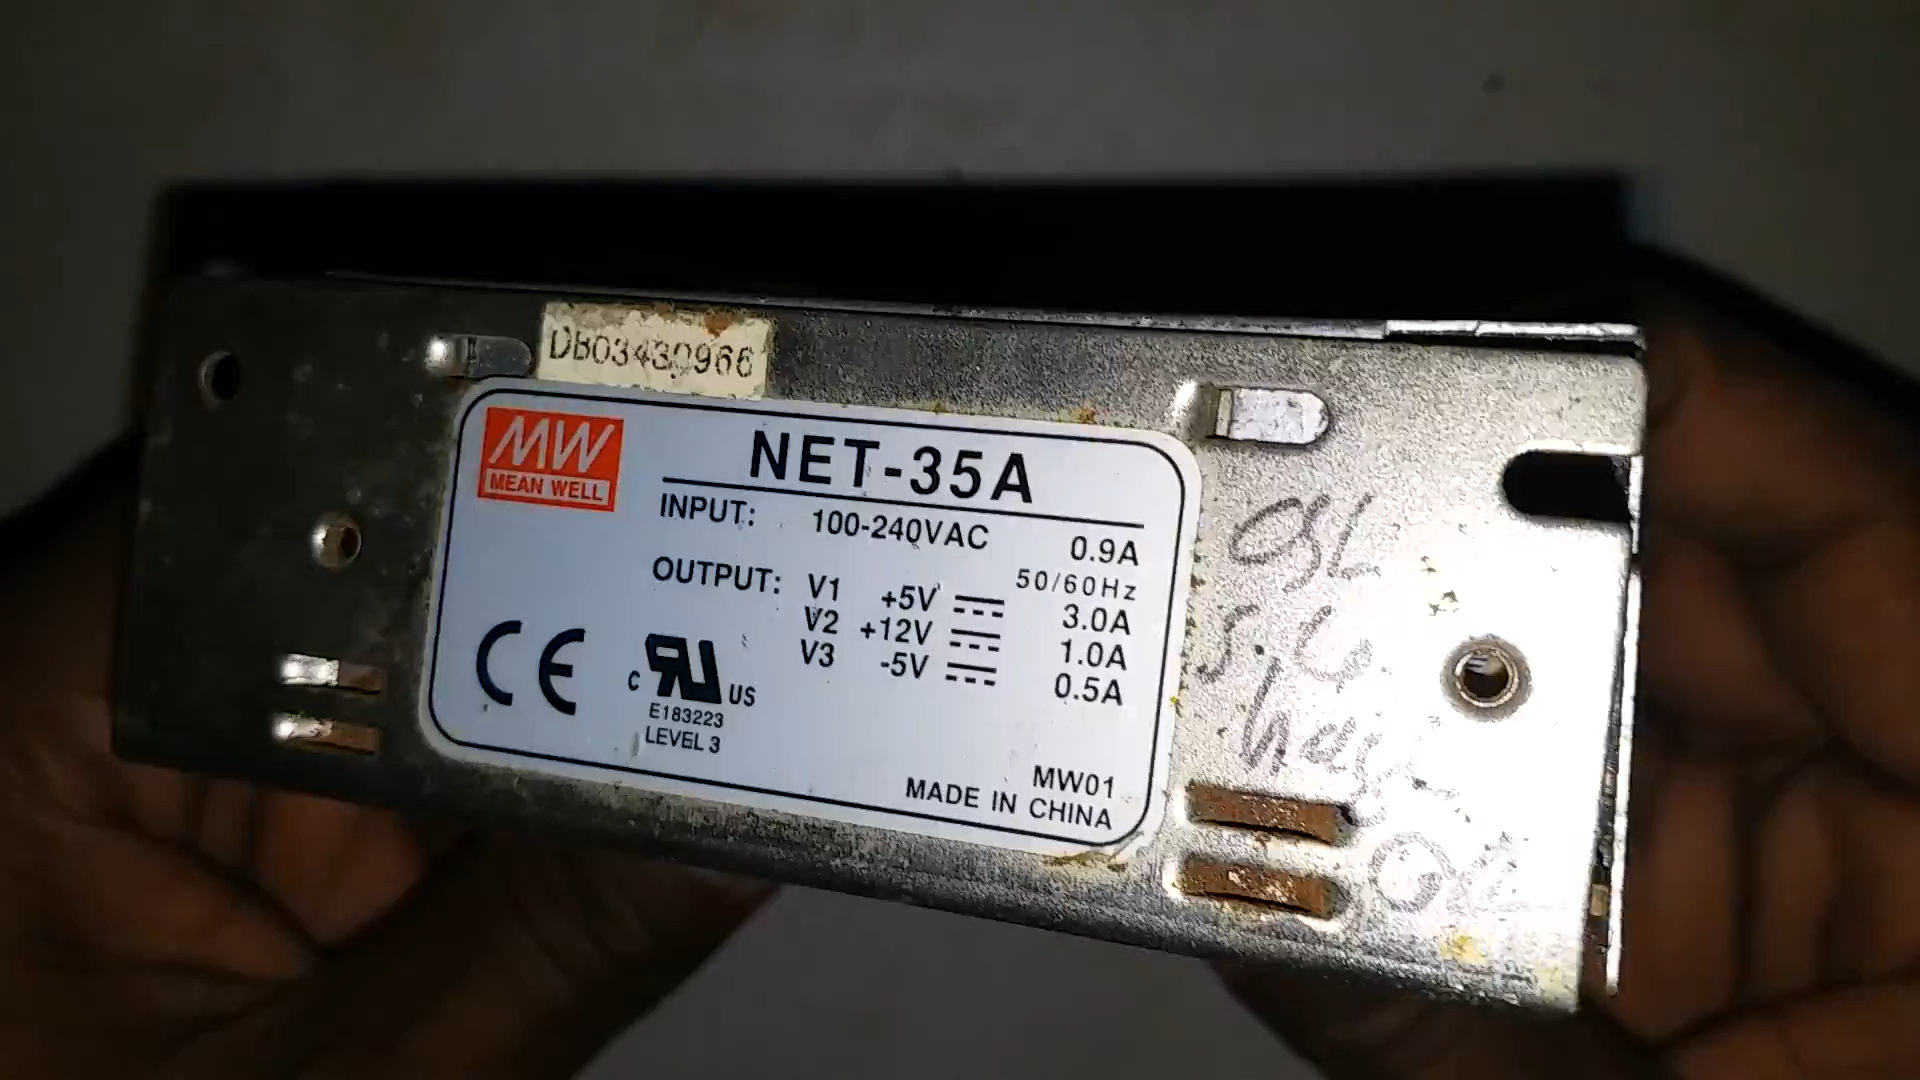 DB03430966
MW
MEAN WELL
NET-35A
INPUT: 100-240VAC 0.9A
50/60Hz
OUTPUT: V1 +5V 3.0A
V2 +12V 1.0A
V3 -5V 0.5A
CE
C RU US
E183223
LEVEL 3
MW01
MADE IN CHINA